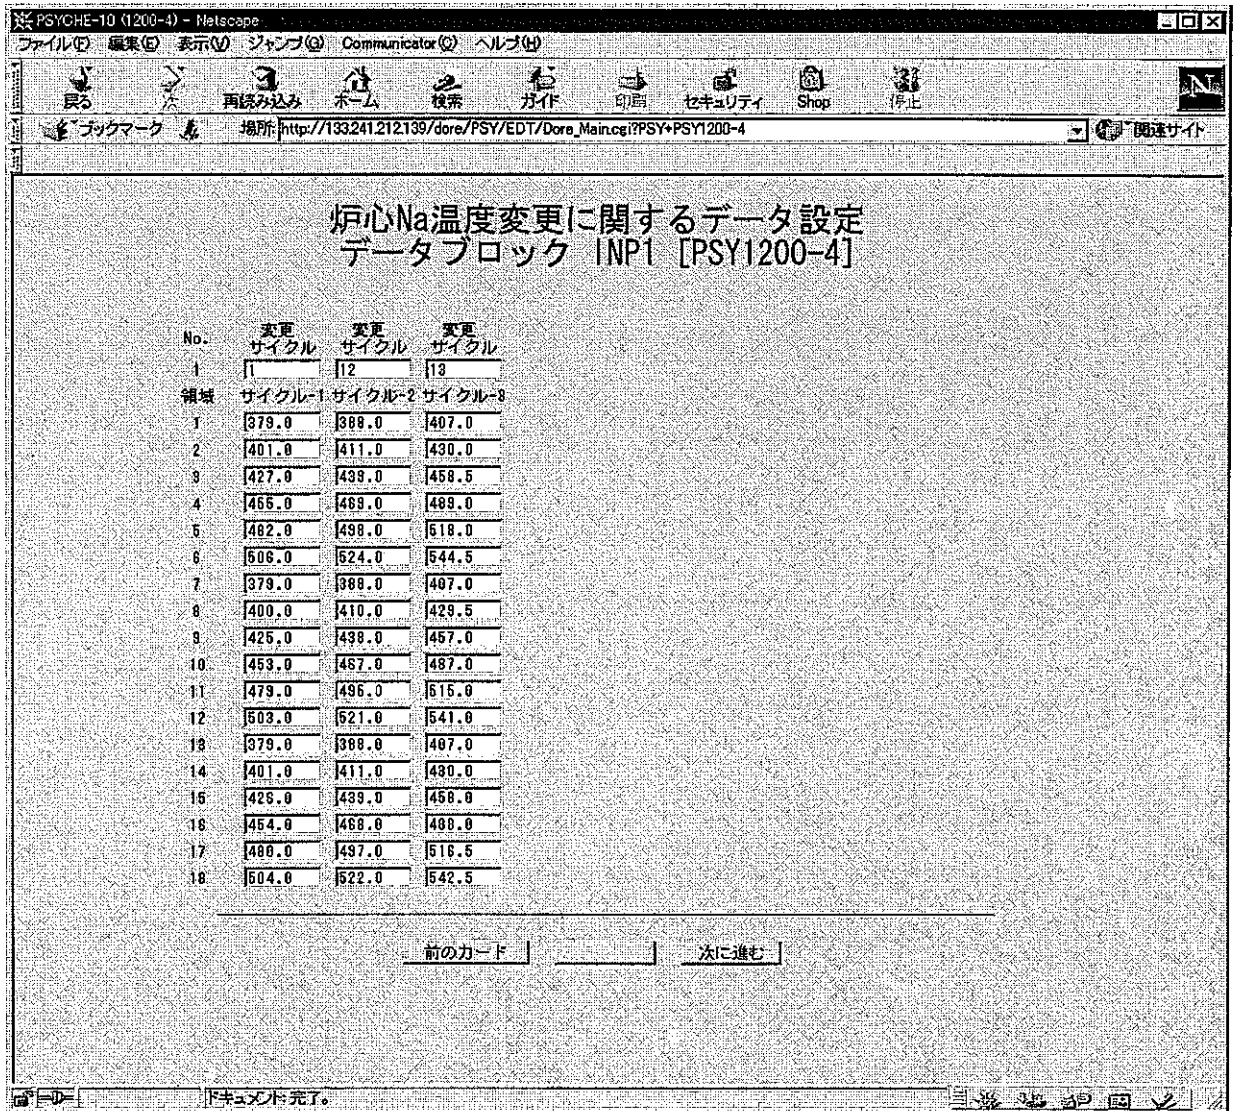 PSYCHE-10 (1200-4) - Netscape
ファイル(F) 編集(E) 表示(V) ジャンプ(G) Communicator(C) ヘルプ(H)
戻る 次 再読み込み ホーム 検索 ガイド 印刷 セキュリティ Shop 停止
ブックマーク 場所: http://133.241.212.139/dore/PSY/EDT/Dore_Main.cgi?PSY+PSY1200-4 関連サイト
炉心Na温度変更に関するデータ設定
データブロック INP1 [PSY1200-4]
No. 変更サイクル 変更サイクル 変更サイクル
1 1 12 13
領域 サイクル-1 サイクル-2 サイクル-3
1 379.0 388.0 407.0
2 401.0 411.0 430.0
3 427.0 439.0 458.5
4 455.0 469.0 489.0
5 482.0 498.0 518.0
6 506.0 524.0 544.5
7 379.0 388.0 407.0
8 400.0 410.0 429.5
9 425.0 438.0 457.0
10 453.0 467.0 487.0
11 479.0 496.0 515.0
12 503.0 521.0 541.0
13 379.0 388.0 407.0
14 401.0 411.0 430.0
15 426.0 439.0 458.0
16 454.0 468.0 488.0
17 480.0 497.0 516.5
18 504.0 522.0 542.5
前のカード 次に進む
ドキュメント: 完了。